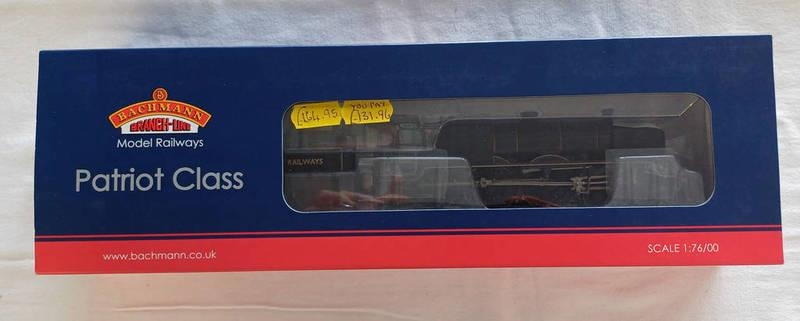 BACHMANN
BRANCH-LINE
Model Railways
Patriot Class
£164.95
YOU PAY
£131.96
RAILWAYS
www.bachmann.co.uk
SCALE 1:76/00